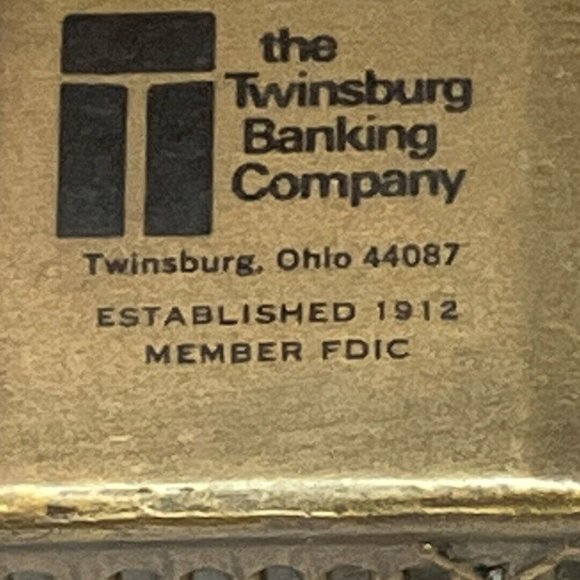 the
Twinsburg
Banking
Company
Twinsburg, Ohio 44087
ESTABLISHED 1912
MEMBER FDIC